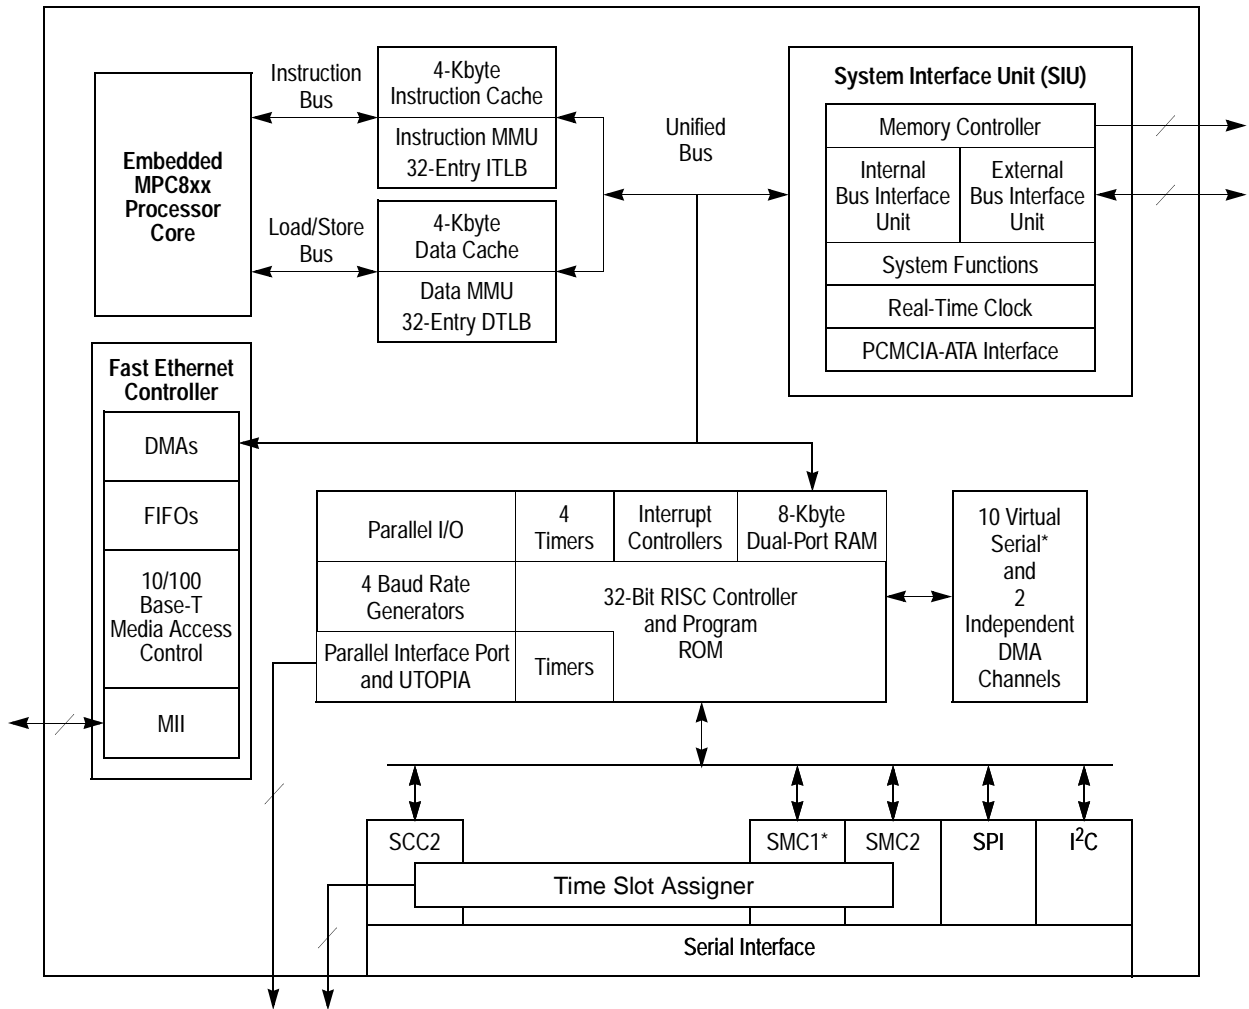 Embedded
MPC8xx
Processor
Core
Instruction
Bus
Load/Store
Bus
4-Kbyte
Instruction Cache
Instruction MMU
32-Entry ITLB
4-Kbyte
Data Cache
Data MMU
32-Entry DTLB
Unified
Bus
System Interface Unit (SIU)
Memory Controller
Internal
Bus Interface
Unit
External
Bus Interface
Unit
System Functions
Real-Time Clock
PCMCIA-ATA Interface
Fast Ethernet
Controller
DMAs
FIFOs
10/100
Base-T
Media Access
Control
MII
Parallel I/O
4
Timers
Interrupt
Controllers
8-Kbyte
Dual-Port RAM
4 Baud Rate
Generators
32-Bit RISC Controller
and Program
ROM
Parallel Interface Port
and UTOPIA
Timers
10 Virtual
Serial*
and
2
Independent
DMA
Channels
SCC2
SMC1*
SMC2
SPI
I²C
Time Slot Assigner
Serial Interface